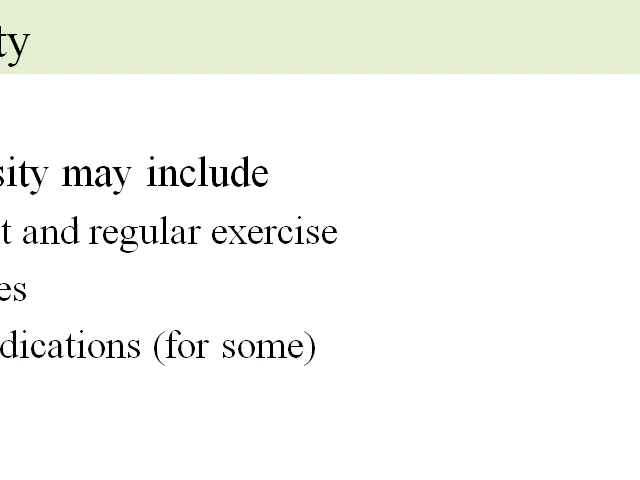 ty
sity may include
t and regular exercise
es
dications (for some)